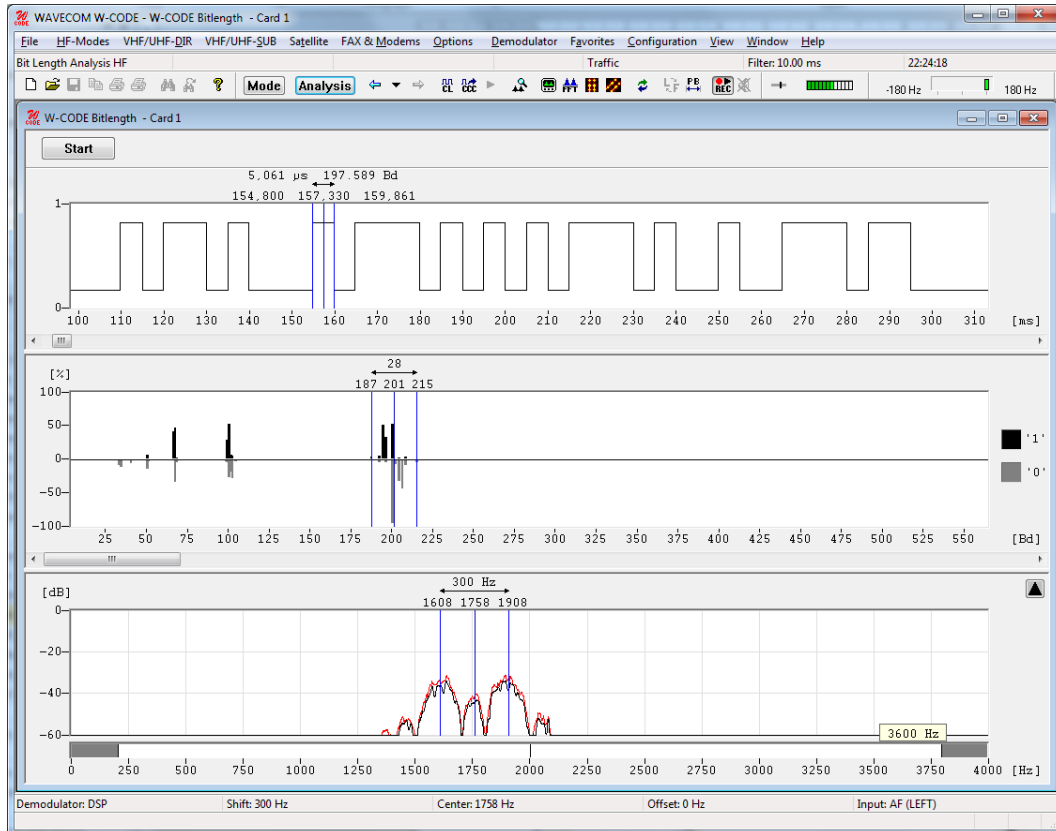 WAVECOM W-CODE - W-CODE Bitlength - Card 1
File HF-Modes VHF/UHF-DIR VHF/UHF-SUB Satellite FAX & Modems Options Demodulator Favorites Configuration View Window Help
Bit Length Analysis HF Traffic Filter: 10.00 ms 22:24:18
Mode Analysis CL CCC PB REC -180 Hz 180 Hz
W-CODE Bitlength - Card 1
Start
5,061 µs 197.589 Bd
154,800 157,330 159,861
1
0
100 110 120 130 140 150 160 170 180 190 200 210 220 230 240 250 260 270 280 290 300 310 [ms]
[%]
28
187 201 215
100
50
0
-50
-100
'1'
'0'
25 50 75 100 125 150 175 200 225 250 275 300 325 350 375 400 425 450 475 500 525 550 [Bd]
[dB]
300 Hz
1608 1758 1908
0
-20
-40
-60
3600 Hz
0 250 500 750 1000 1250 1500 1750 2000 2250 2500 2750 3000 3250 3500 3750 4000 [Hz]
Demodulator: DSP Shift: 300 Hz Center: 1758 Hz Offset: 0 Hz Input: AF (LEFT)